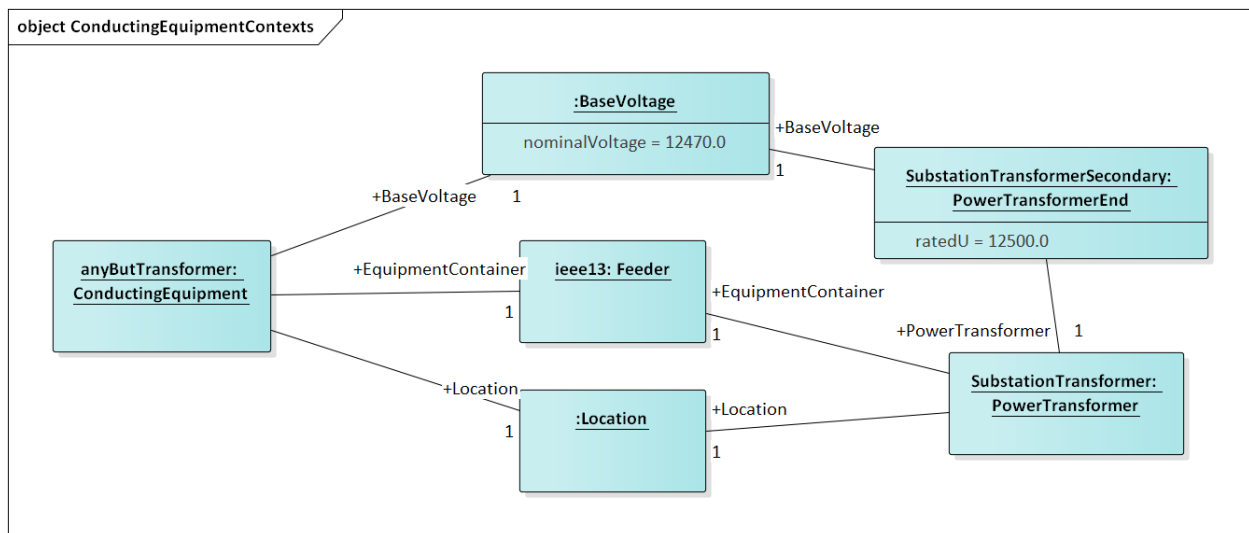 object ConductingEquipmentContexts
:BaseVoltage
nominalVoltage = 12470.0
+BaseVoltage
1
SubstationTransformerSecondary:
PowerTransformerEnd
ratedU = 12500.0
+BaseVoltage
1
anyButTransformer:
ConductingEquipment
+EquipmentContainer
1
ieee13: Feeder
+EquipmentContainer
1
+PowerTransformer
1
+Location
1
:Location
+Location
1
SubstationTransformer:
PowerTransformer